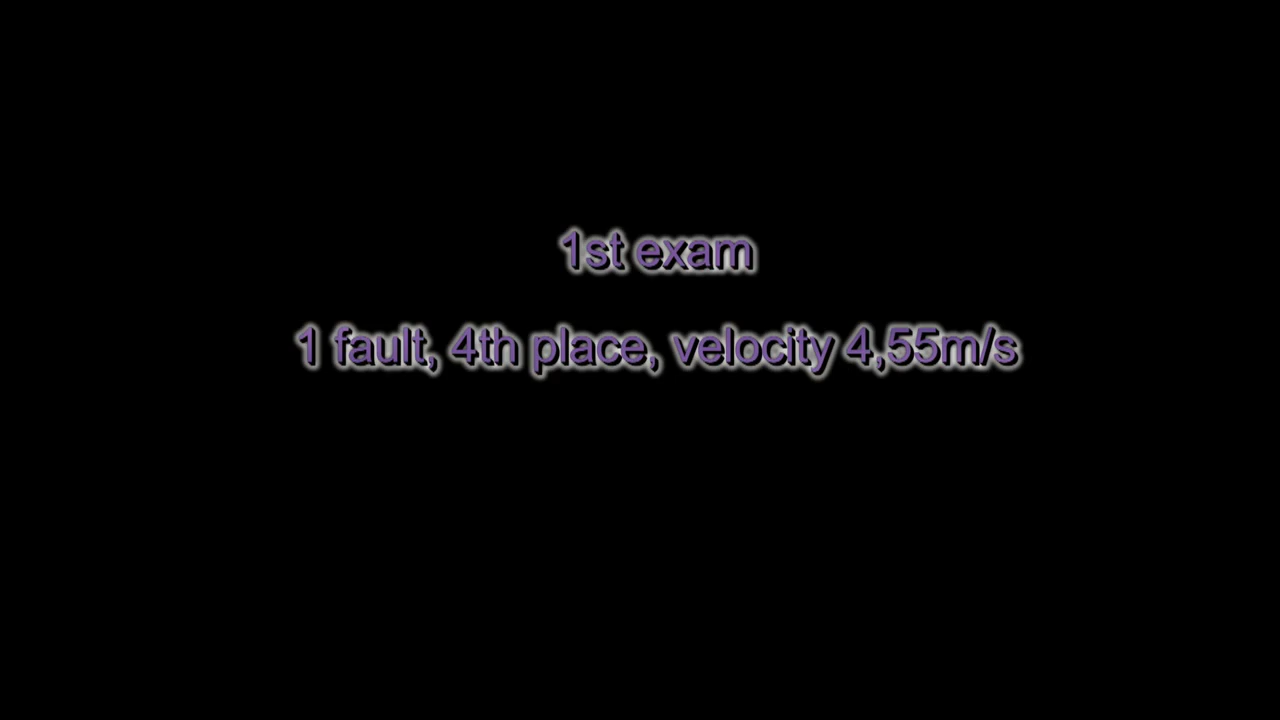 1st exam
1 fault, 4th place, velocity 4,55m/s